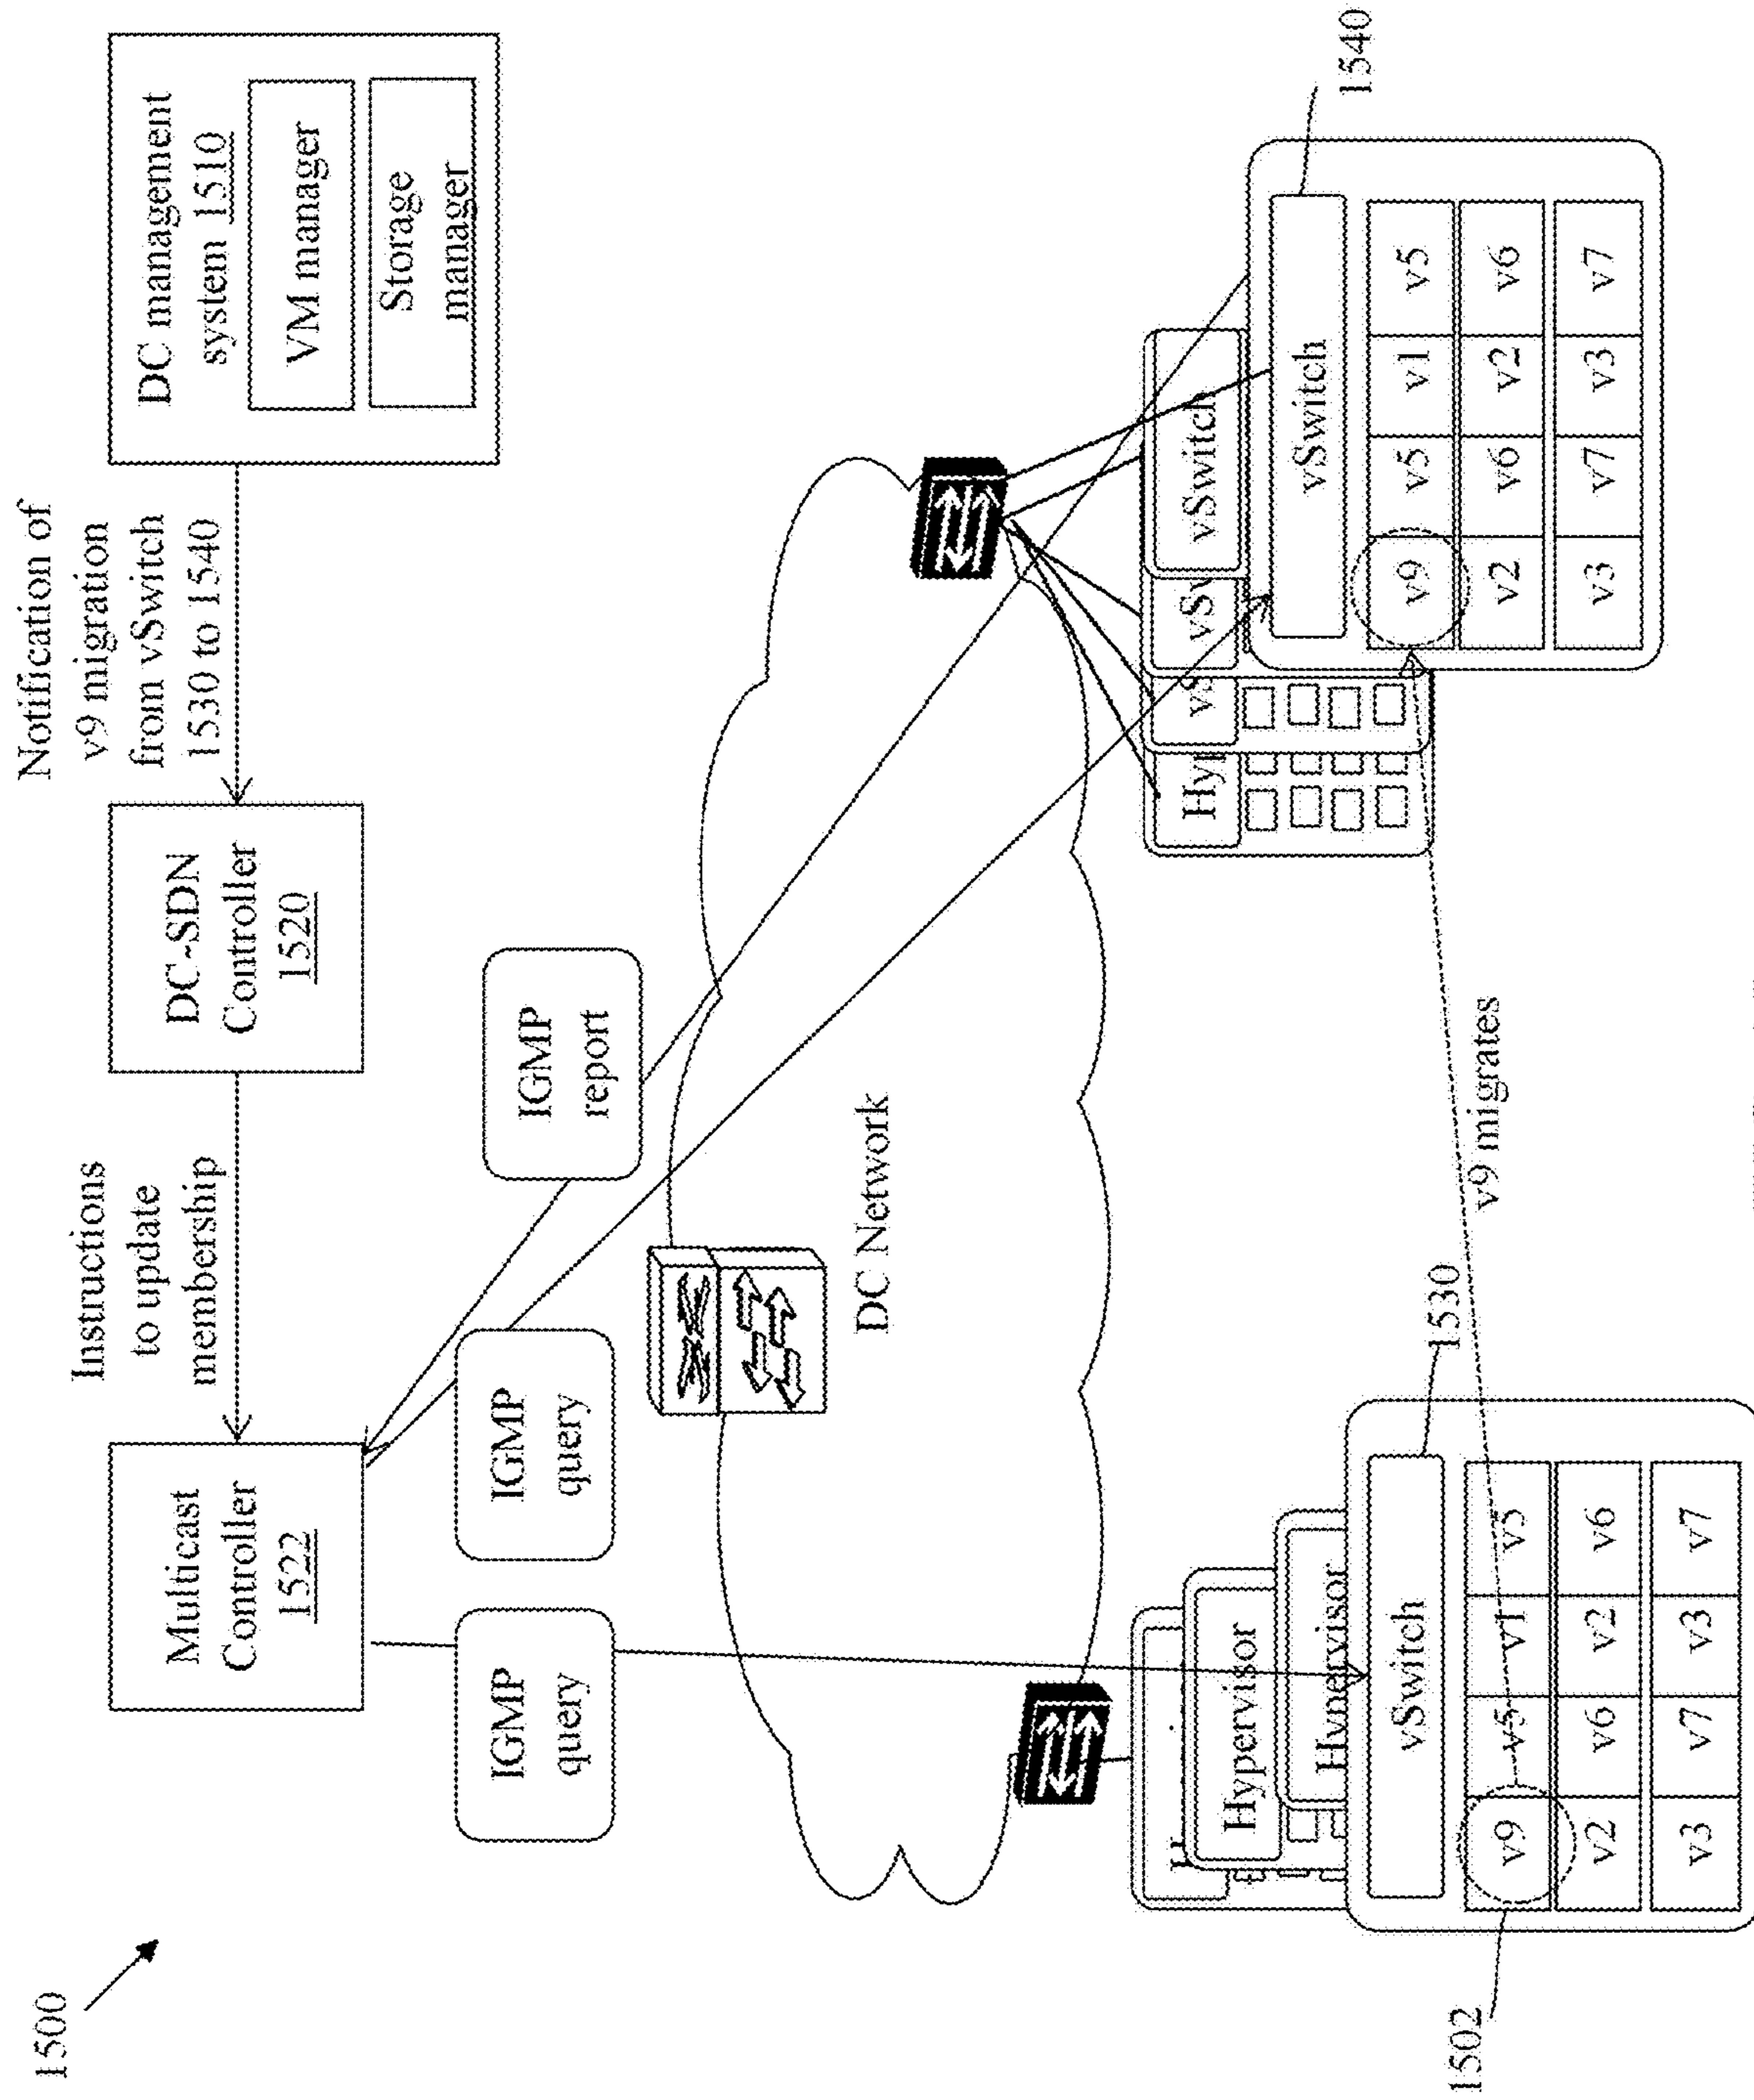 1500
Multicast
Controller
1522
Instructions
to update
membership
DC-SDN
Controller
1520
Notification of
v9 migration
from vSwitch
1530 to 1540
DC management
system 1510
VM manager
Storage
manager
IGMP
query
IGMP
query
IGMP
report
DC Network
Hypervisor
Hypervisor
vSwitch
1530
v9 v5 v1 v5
v2 v6 v2 v6
v3 v7 v3 v7
1502
v9 migrates
Hyp
vS
vSw
vSwitch
vSwitch
1540
v9 v5 v1 v5
v2 v6 v2 v6
v3 v7 v3 v7